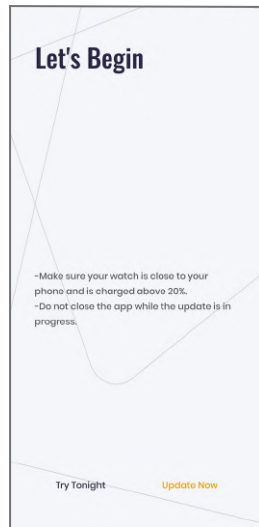 Let's Begin
-Make sure your watch is close to your
phone and is charged above 20%.
-Do not close the app while the update is in
progress.
Try Tonight
Update Now